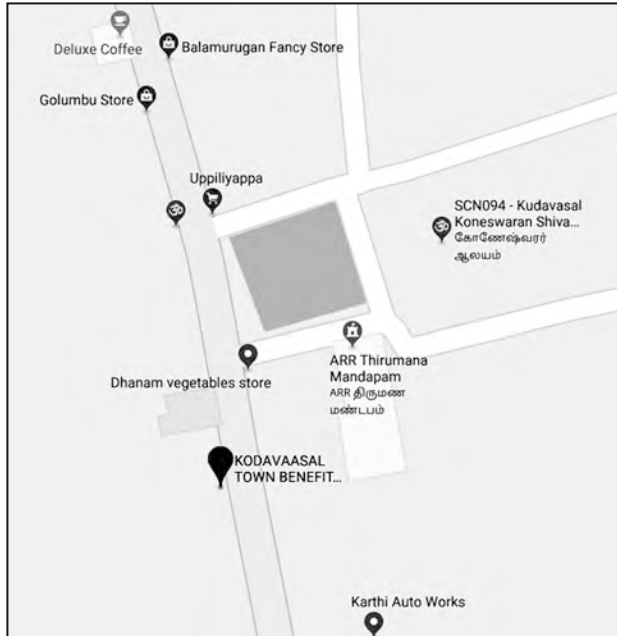 Deluxe Coffee
Balamurugan Fancy Store
Golumbu Store
Uppiliyappa
SCN094 - Kudavasal
Koneswaran Shiva...
கோணேஷ்வரர்
ஆலயம்
ARR Thirumana
Mandapam
ARR திருமண
மண்டபம்
Dhanam vegetables store
KODAVAASAL
TOWN BENEFIT...
Karthi Auto Works